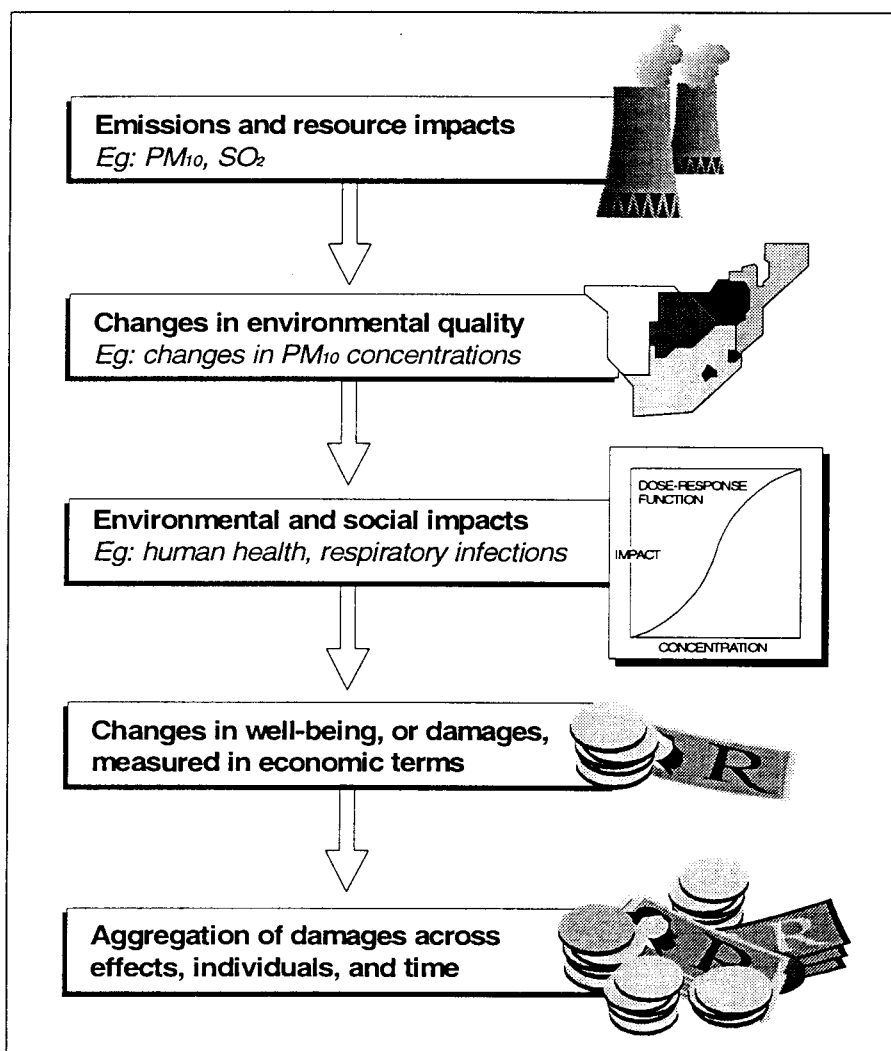 Emissions and resource impacts
Eg: PM10, SO2
Changes in environmental quality
Eg: changes in PM10 concentrations
Environmental and social impacts
Eg: human health, respiratory infections
DOSE-RESPONSE
FUNCTION
IMPACT
CONCENTRATION
Changes in well-being, or damages,
measured in economic terms
R
Aggregation of damages across
effects, individuals, and time
R
R